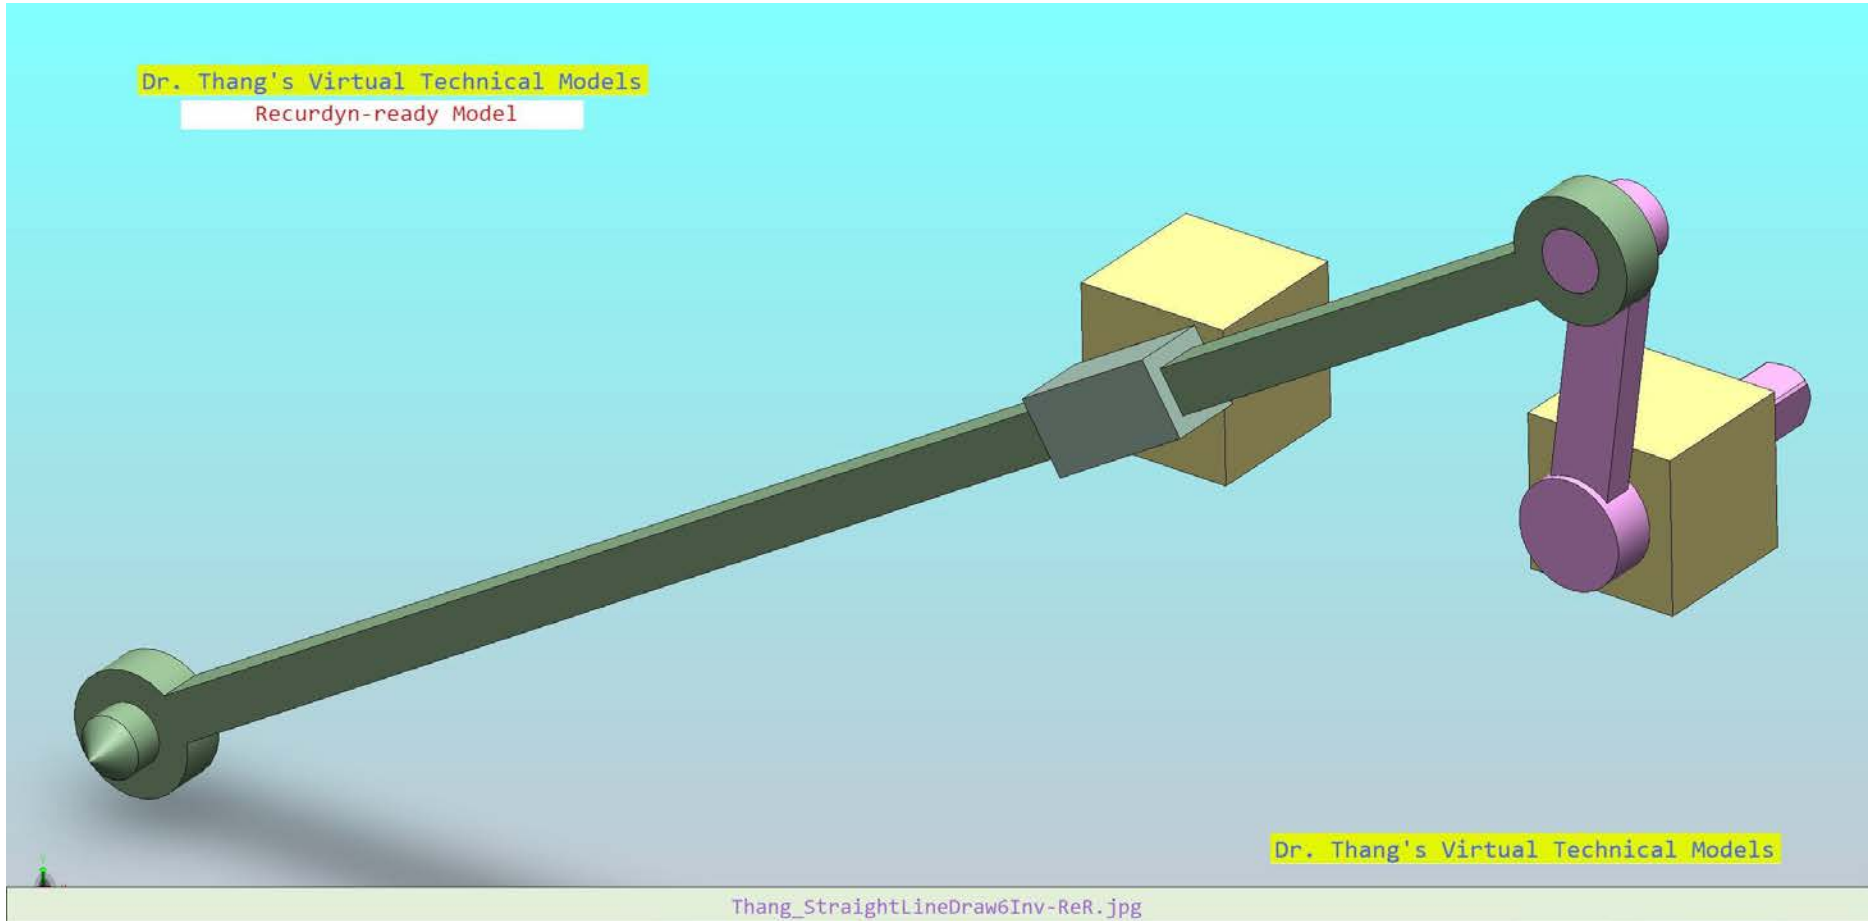 Dr. Thang's Virtual Technical Models
Recurdyn-ready Model
Dr. Thang's Virtual Technical Models
Thang_StraightLineDraw6Inv-ReR.jpg